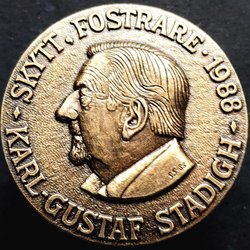 SKYTT, FOSTRARE · 1988 ·
KARL-GUSTAF STADIGH